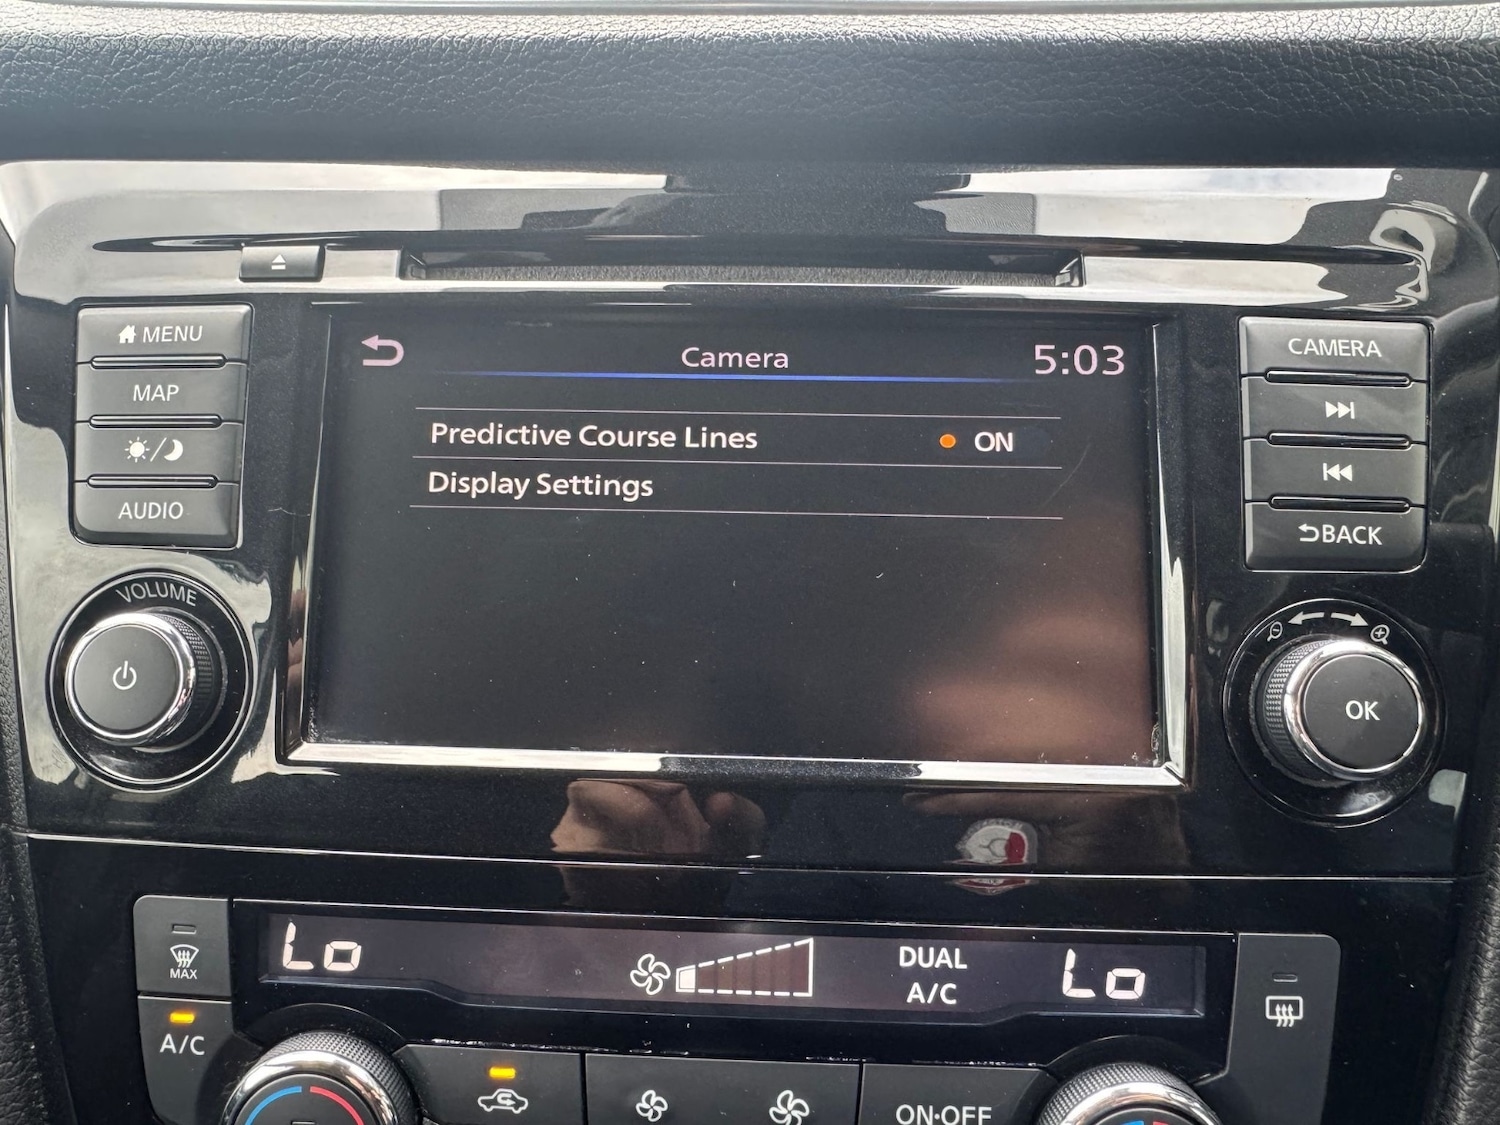 MENU
MAP
AUDIO
VOLUME
Camera
5:03
Predictive Course Lines
ON
Display Settings
CAMERA
BACK
OK
MAX
A/C
Lo
DUAL
A/C
Lo
ON·OFF